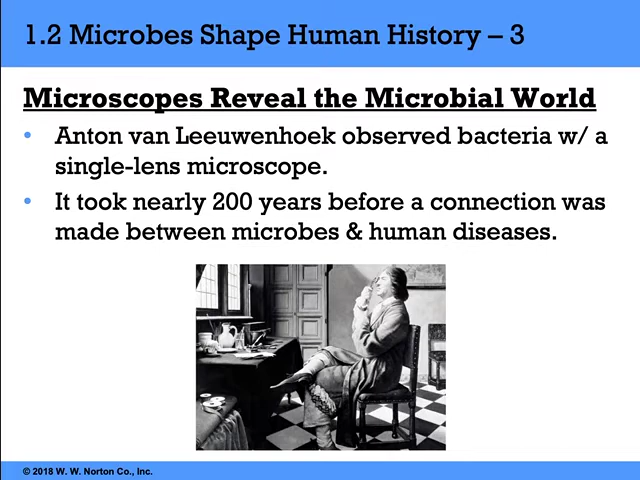 1.2 Microbes Shape Human History – 3
Microscopes Reveal the Microbial World
• Anton van Leeuwenhoek observed bacteria w/ a
single-lens microscope.
• It took nearly 200 years before a connection was
made between microbes & human diseases.
© 2018 W. W. Norton Co., Inc.